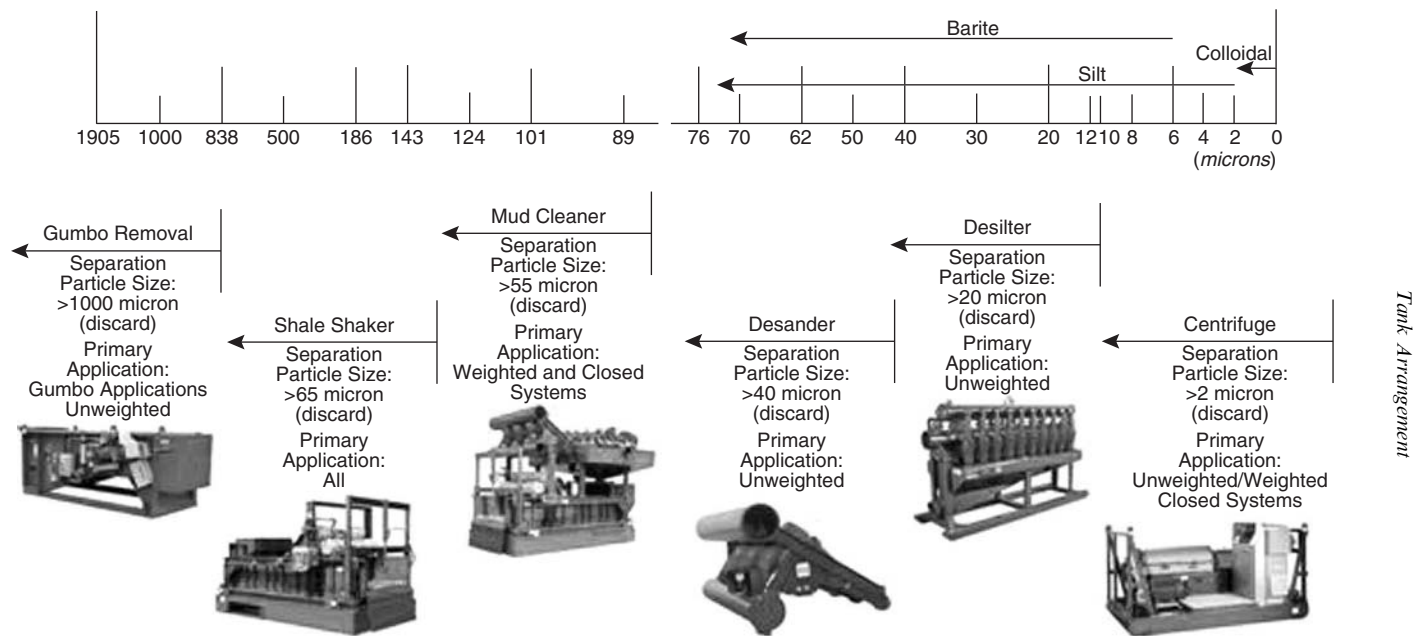 Barite
Colloidal
Silt
1905 1000 838 500 186 143 124 101 89 76 70 62 50 40 30 20 12 10 8 6 4 2 0
(microns)
Gumbo Removal
Separation
Particle Size:
>1000 micron
(discard)
Primary
Application:
Gumbo Applications
Unweighted
Shale Shaker
Separation
Particle Size:
>65 micron
(discard)
Primary
Application:
All
Mud Cleaner
Separation
Particle Size:
>55 micron
(discard)
Primary
Application:
Weighted and Closed
Systems
Desander
Separation
Particle Size:
>40 micron
(discard)
Primary
Application:
Unweighted
Desilter
Separation
Particle Size:
>20 micron
(discard)
Primary
Application:
Unweighted
Centrifuge
Separation
Particle Size:
>2 micron
(discard)
Primary
Application:
Unweighted/Weighted
Closed Systems
Tank Arrangement